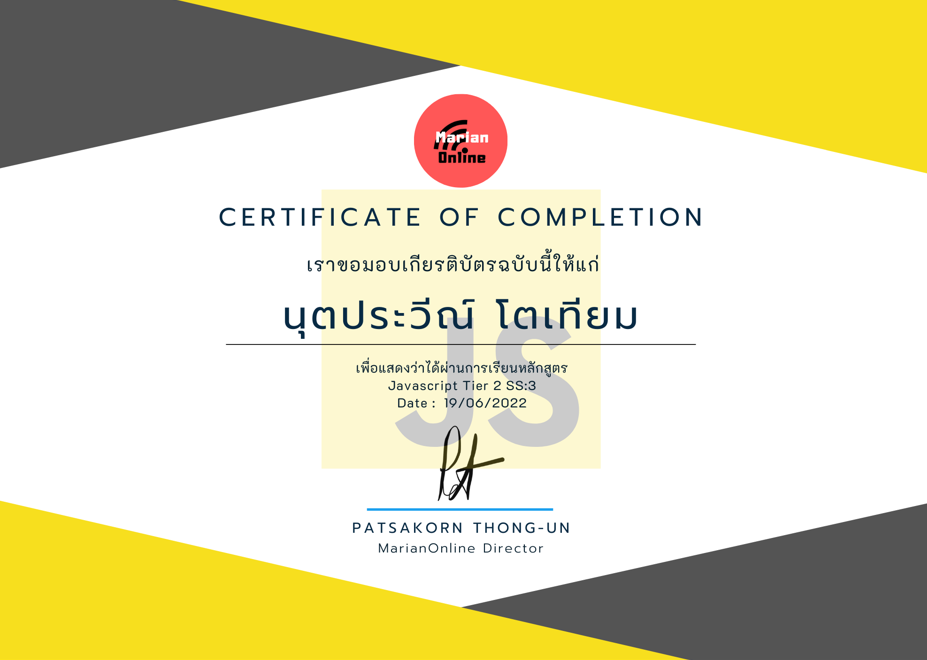 Marian
Online
CERTIFICATE OF COMPLETION
เราขอมอบเกียรติบัตรฉบับนี้ให้แก่
นุตประวีณ์ โตเทียม
JS
เพื่อแสดงว่าได้ผ่านการเรียนหลักสูตร
Javascript Tier 2 SS:3
Date : 19/06/2022
PATSAKORN THONG-UN
MarianOnline Director